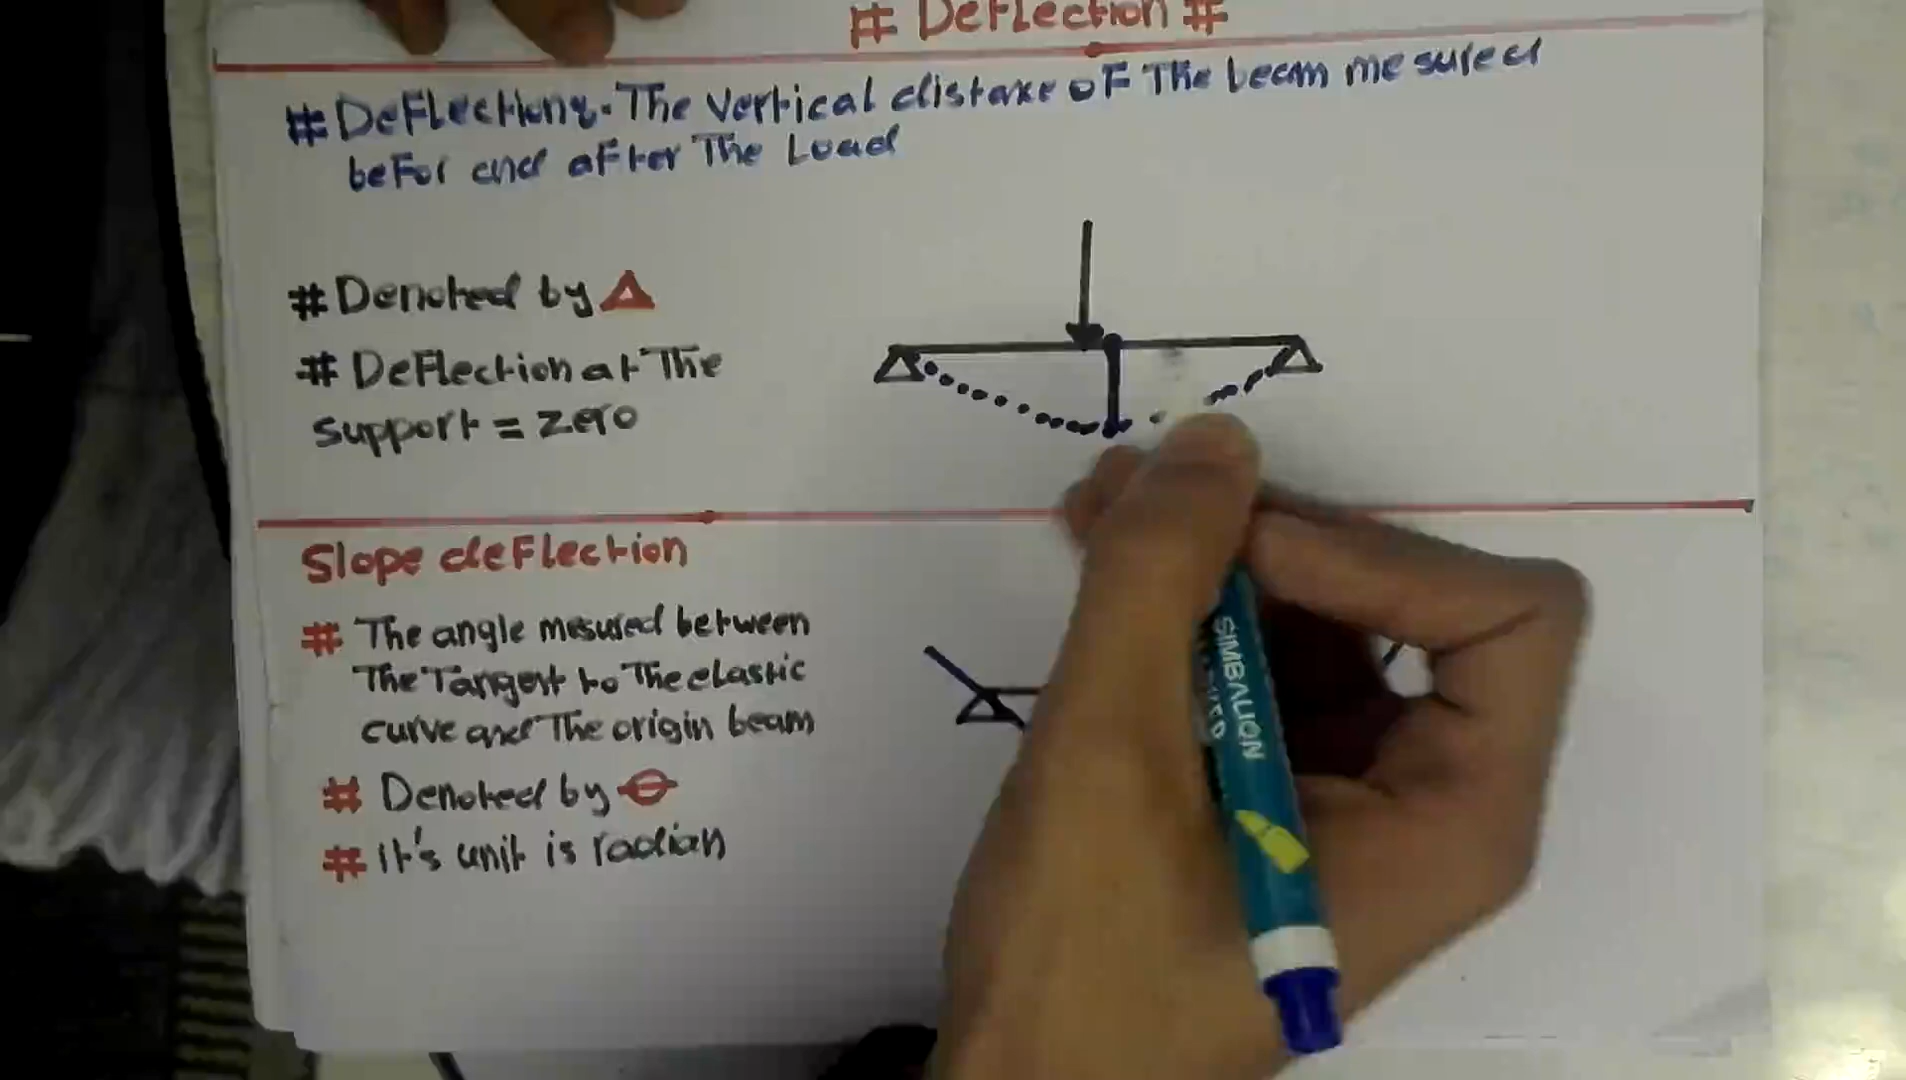 # Deflection #
# Deflection:-The vertical distance of The beam mesured
befor and after The Load
# Denoted by Δ
# Deflection at The
support = zero
Slope deflection
# The angle mesured between
The Tangest to The elastic
curve and The origin beam
# Denoted by θ
# it's unit is radian
SIMBALION